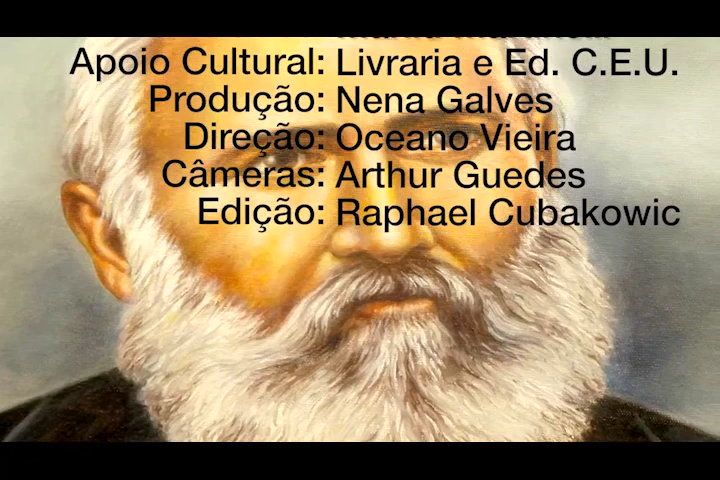 Apoio Cultural: Livraria e Ed. C.E.U.
Produção: Nena Galves
Direção: Oceano Vieira
Câmeras: Arthur Guedes
Edição: Raphael Cubakowic